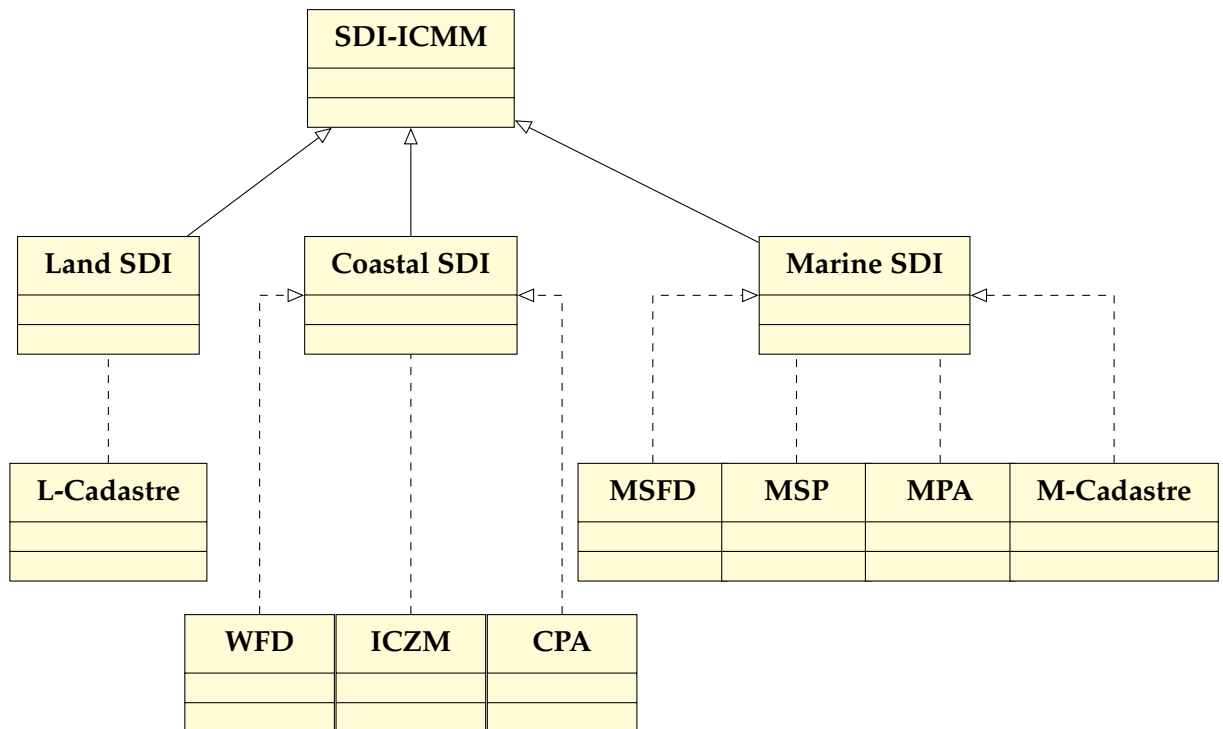 SDI-ICMM
Land SDI
Coastal SDI
Marine SDI
L-Cadastre
MSFD
MSP
MPA
M-Cadastre
WFD
ICZM
CPA